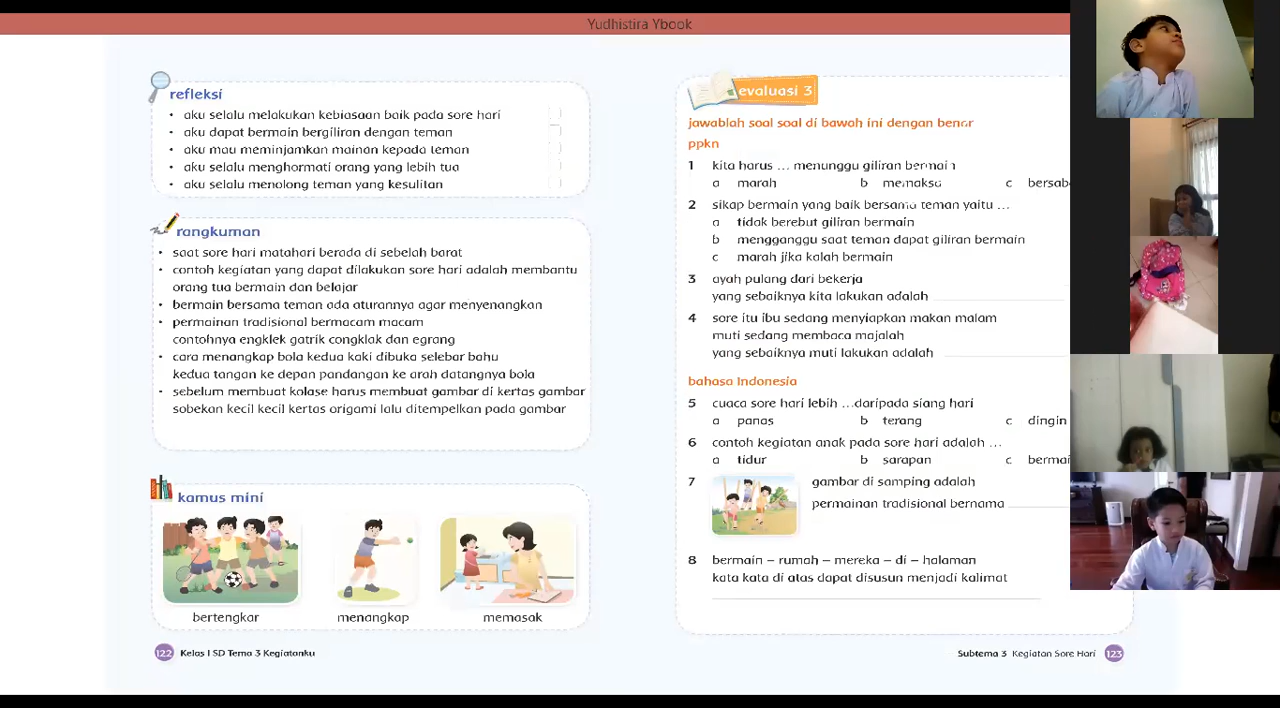 Yudhistira Ybook
refleksi
• aku selalu melakukan kebiasaan baik pada sore hari
• aku dapat bermain bergiliran dengan teman
• aku mau meminjamkan mainan kepada teman
• aku selalu menghormati orang yang lebih tua
• aku selalu menolong teman yang kesulitan
rangkuman
• saat sore hari matahari berada di sebelah barat
• contoh kegiatan yang dapat dilakukan sore hari adalah membantu
orang tua bermain dan belajar
• bermain bersama teman ada aturannya agar menyenangkan
• permainan tradisional bermacam macam
contohnya engklek gatrik congklak dan egrang
• cara menangkap bola kedua kaki dibuka selebar bahu
kedua tangan ke depan pandangan ke arah datangnya bola
• sebelum membuat kolase harus membuat gambar di kertas gambar
sobekan kecil kecil kertas origami lalu ditempelkan pada gambar
kamus mini
bertengkar menangkap memasak
122 Kelas I SD Tema 3 Kegiatanku
evaluasi 3
jawablah soal soal di bawah ini dengan benar
ppkn
1 kita harus ... menunggu giliran bermain
a marah b memaksa c bersab
2 sikap bermain yang baik bersama teman yaitu ...
a tidak berebut giliran bermain
b mengganggu saat teman dapat giliran bermain
c marah jika kalah bermain
3 ayah pulang dari bekerja
yang sebaiknya kita lakukan adalah
4 sore itu ibu sedang menyiapkan makan malam
muti sedang membaca majalah
yang sebaiknya muti lakukan adalah
bahasa Indonesia
5 cuaca sore hari lebih ...daripada siang hari
a panas b terang c dingin
6 contoh kegiatan anak pada sore hari adalah ...
a tidur b sarapan c bermai
7 gambar di samping adalah
permainan tradisional bernama
8 bermain – rumah – mereka – di – halaman
kata kata di atas dapat disusun menjadi kalimat
Subtema 3 Kegiatan Sore Hari 123